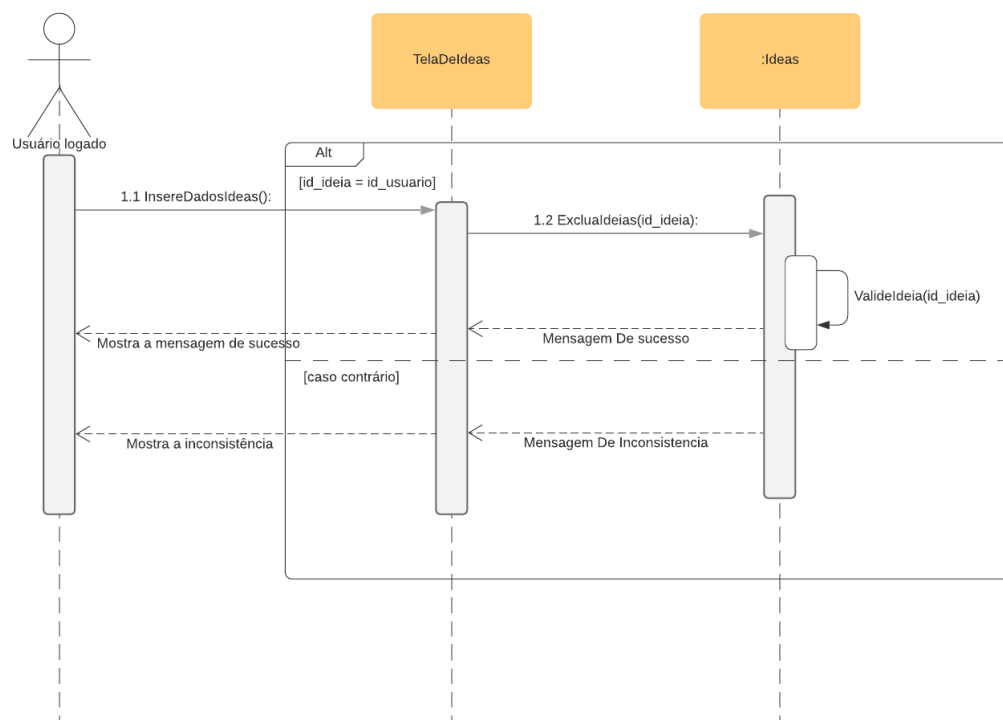 TelaDeIdeas
:Ideas
Usuário logado
Alt
[id_ideia = id_usuario]
1.1 InsereDadosIdeas():
1.2 ExcluaIdeias(id_ideia):
ValideIdeia(id_ideia)
Mostra a mensagem de sucesso
Mensagem De sucesso
[caso contrário]
Mostra a inconsistência
Mensagem De Inconsistencia